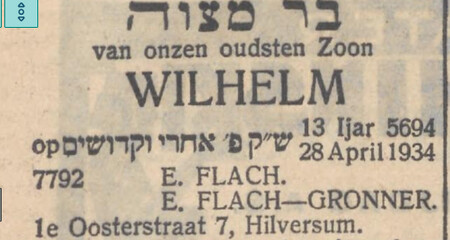 בר מצוה
van onzen oudsten Zoon
WILHELM
op ש״ק פ׳ אחרי וקדושים 13 Ijar 5694
28 April 1934
7792 E. FLACH.
E. FLACH—GRONNER.
1e Oosterstraat 7, Hilversum.